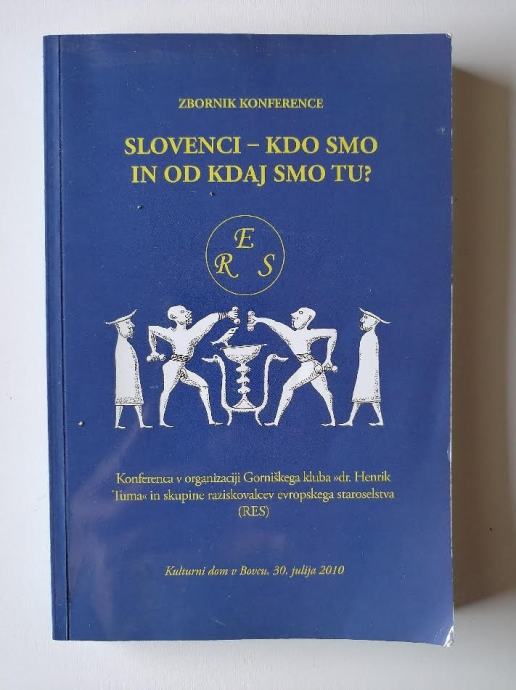 ZBORNIK KONFERENCE
SLOVENCI – KDO SMO
IN OD KDAJ SMO TU?
E
R S
Konferenca v organizaciji Gorniškega kluba »dr. Henrik
Tuma« in skupine raziskovalcev evropskega staroselstva
(RES)
Kulturni dom v Bovcu, 30. julija 2010